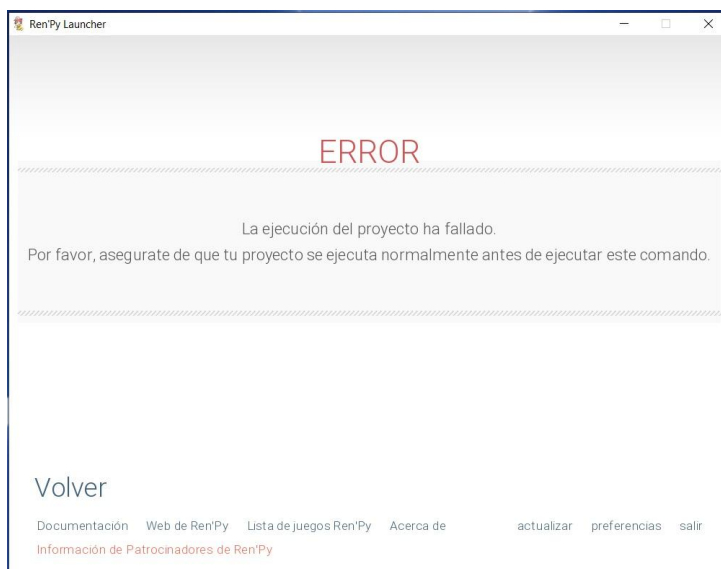 Ren'Py Launcher
ERROR
La ejecución del proyecto ha fallado.
Por favor, asegurate de que tu proyecto se ejecuta normalmente antes de ejecutar este comando.
Volver
Documentación Web de Ren'Py Lista de juegos Ren'Py Acerca de actualizar preferencias salir
Información de Patrocinadores de Ren'Py